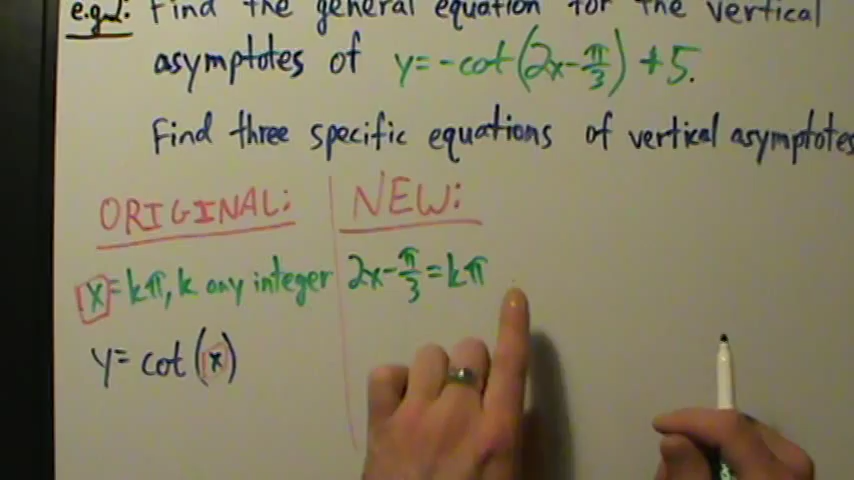 e.g.2: Find the general equation for the vertical
asymptotes of y=-cot(2x-π/3)+5.
Find three specific equations of vertical asymptotes
ORIGINAL: NEW:
x=kπ, k any integer 2x-π/3=kπ
y=cot(x)